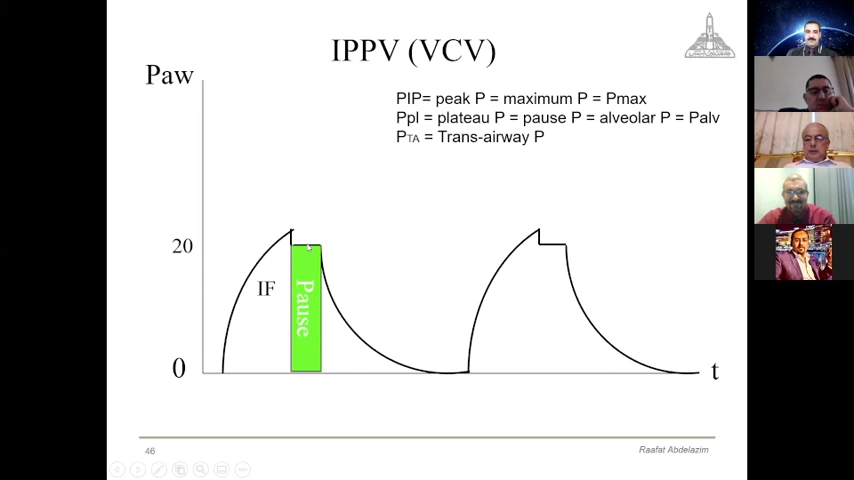 IPPV (VCV)
Paw
PIP= peak P = maximum P = Pmax
Ppl = plateau P = pause P = alveolar P = Palv
PTA = Trans-airway P
20
IF
Pause
0
t
46
Raafat Abdelazim